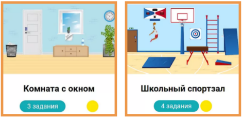 Комната с окном
3 задания
Школьный спортзал
4 задания